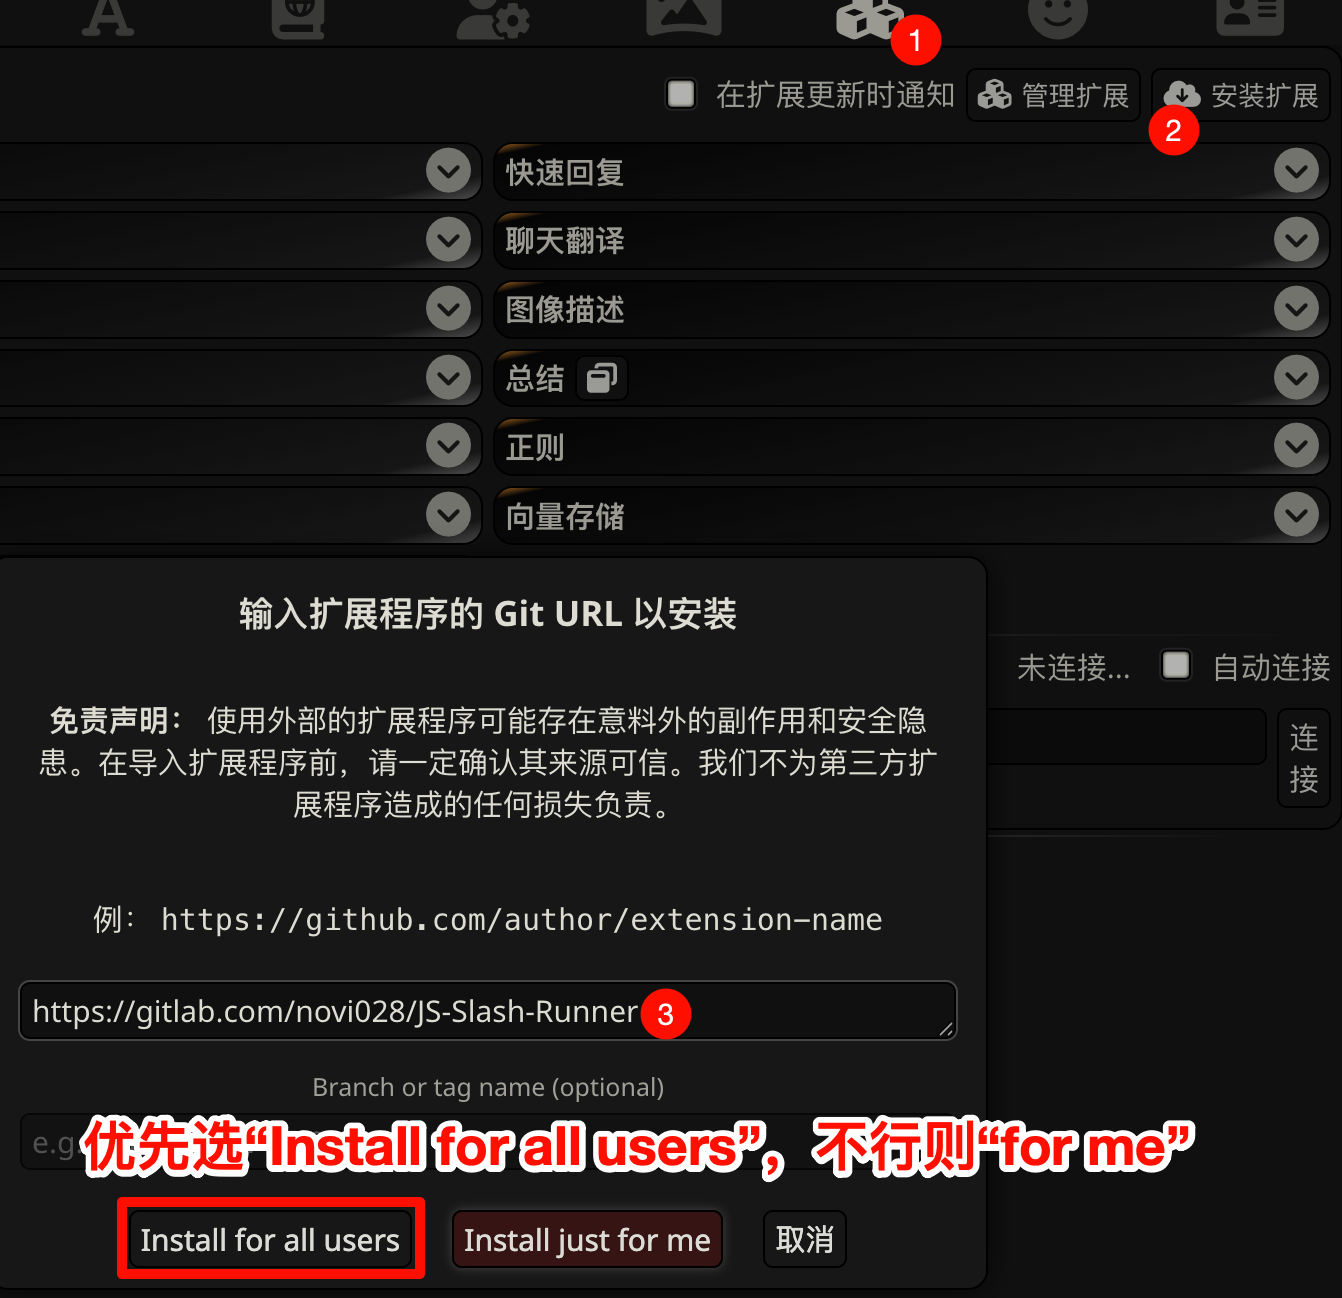 1
在扩展更新时通知
管理扩展
安装扩展
2
快速回复
聊天翻译
图像描述
总结
正则
向量存储
输入扩展程序的 Git URL 以安装
未连接...
自动连接
连接
免责声明： 使用外部的扩展程序可能存在意料外的副作用和安全隐
患。在导入扩展程序前，请一定确认其来源可信。我们不为第三方扩
展程序造成的任何损失负责。
例： https://github.com/author/extension-name
https://gitlab.com/novi028/JS-Slash-Runner
3
Branch or tag name (optional)
e.g.
优先选“Install for all users”，不行则“for me”
Install for all users
Install just for me
取消